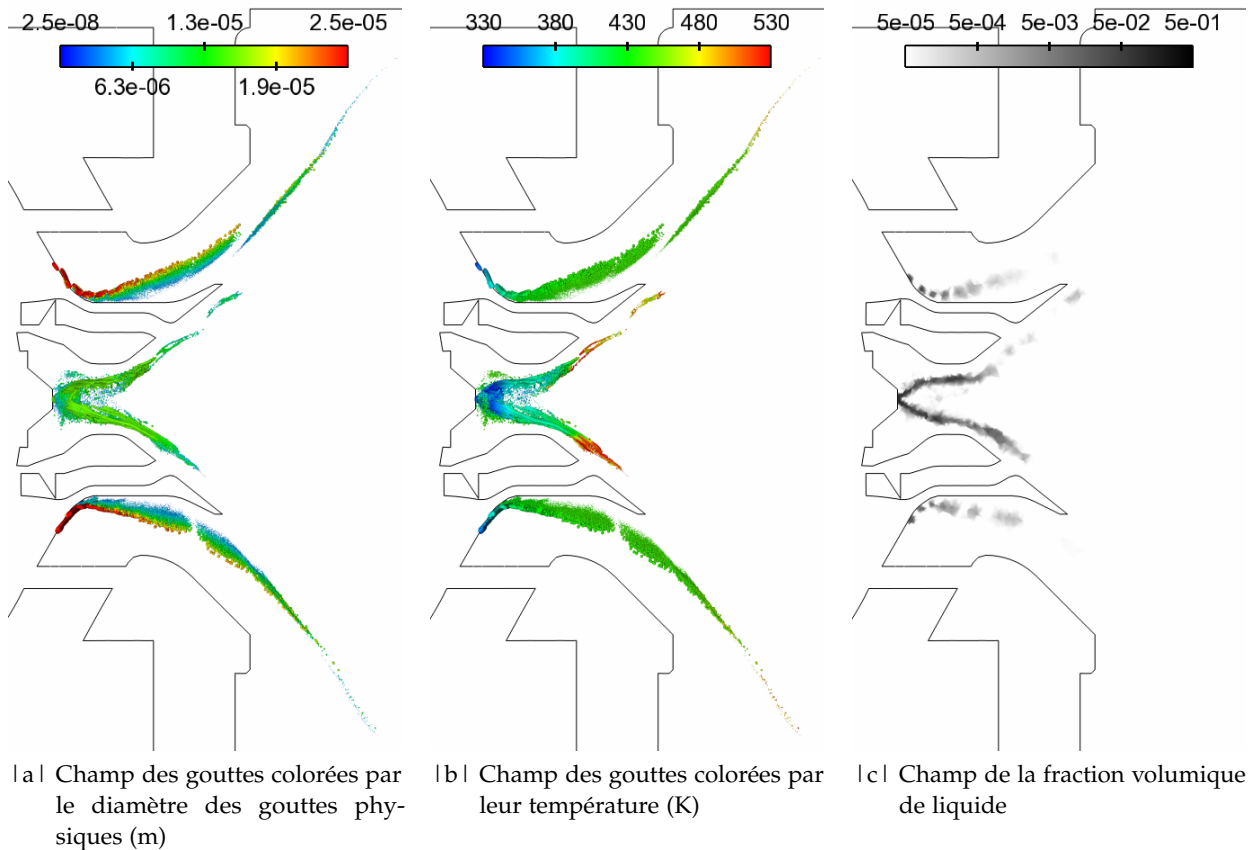 2.5e-08 1.3e-05 2.5e-05
6.3e-06 1.9e-05
330 380 430 480 530
5e-05 5e-04 5e-03 5e-02 5e-01
|a| Champ des gouttes colorées par
le diamètre des gouttes phy-
siques (m)
|b| Champ des gouttes colorées par
leur température (K)
|c| Champ de la fraction volumique
de liquide